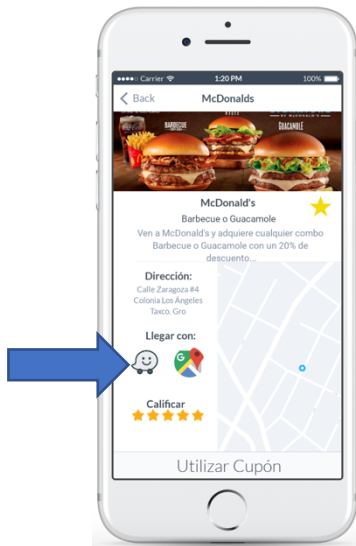 Carrier
1:20 PM
100%
Back
McDonalds
BARBECUE
GUACAMOLE
McDonald's
Barbecue o Guacamole
Ven a McDonald's y adquiere cualquier combo
Barbecue o Guacamole con un 20% de
descuento...
Dirección:
Calle Zaragoza #4
Colonia Los Ángeles
Taxco. Gro
Llegar con:
Calificar
Utilizar Cupón